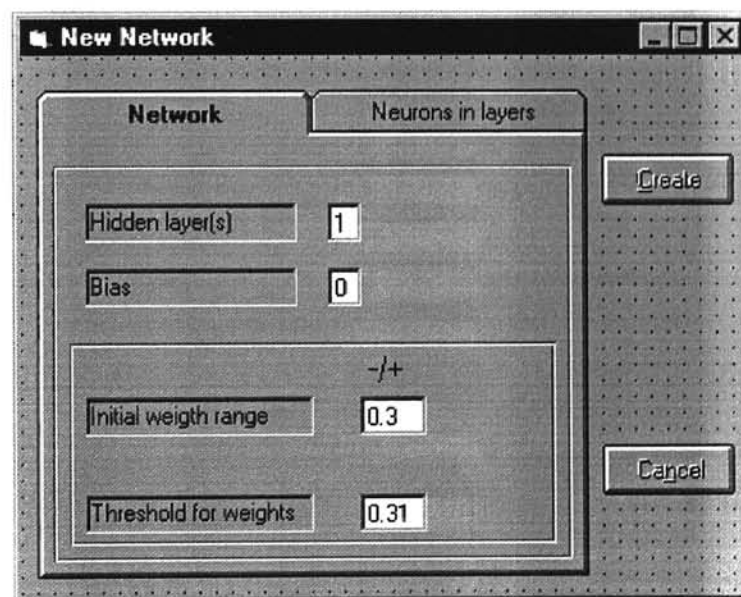 New Network
Network
Neurons in layers
Create
Hidden layer(s) 1
Bias 0
-/+
Initial weigth range 0.3
Cancel
Threshold for weights 0.31